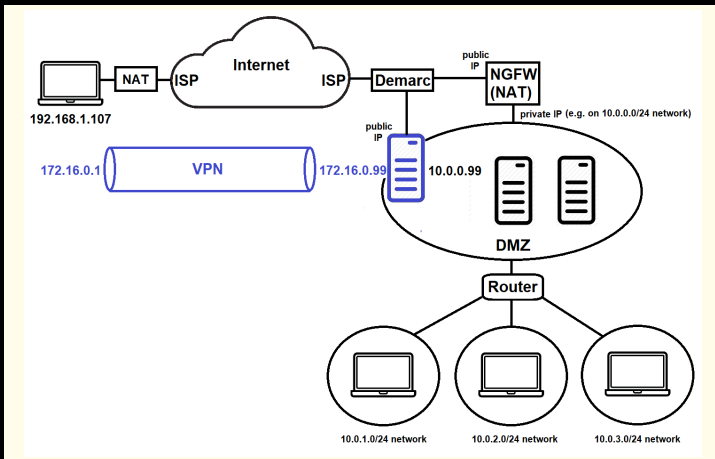 Internet
NAT
ISP
ISP
Demarc
public
IP
NGFW
(NAT)
192.168.1.107
private IP (e.g. on 10.0.0.0/24 network)
public
IP
172.16.0.1
VPN
172.16.0.99
10.0.0.99
DMZ
Router
10.0.1.0/24 network
10.0.2.0/24 network
10.0.3.0/24 network